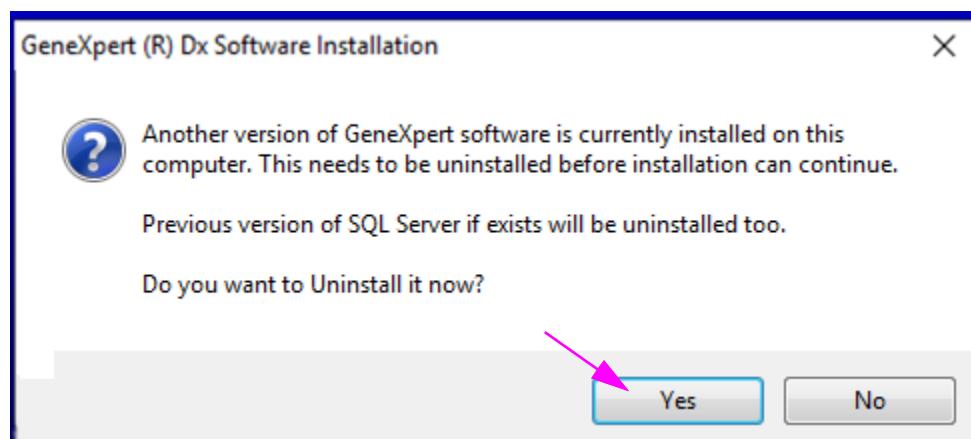 GeneXpert (R) Dx Software Installation
Another version of GeneXpert software is currently installed on this
computer. This needs to be uninstalled before installation can continue.
Previous version of SQL Server if exists will be uninstalled too.
Do you want to Uninstall it now?
Yes No